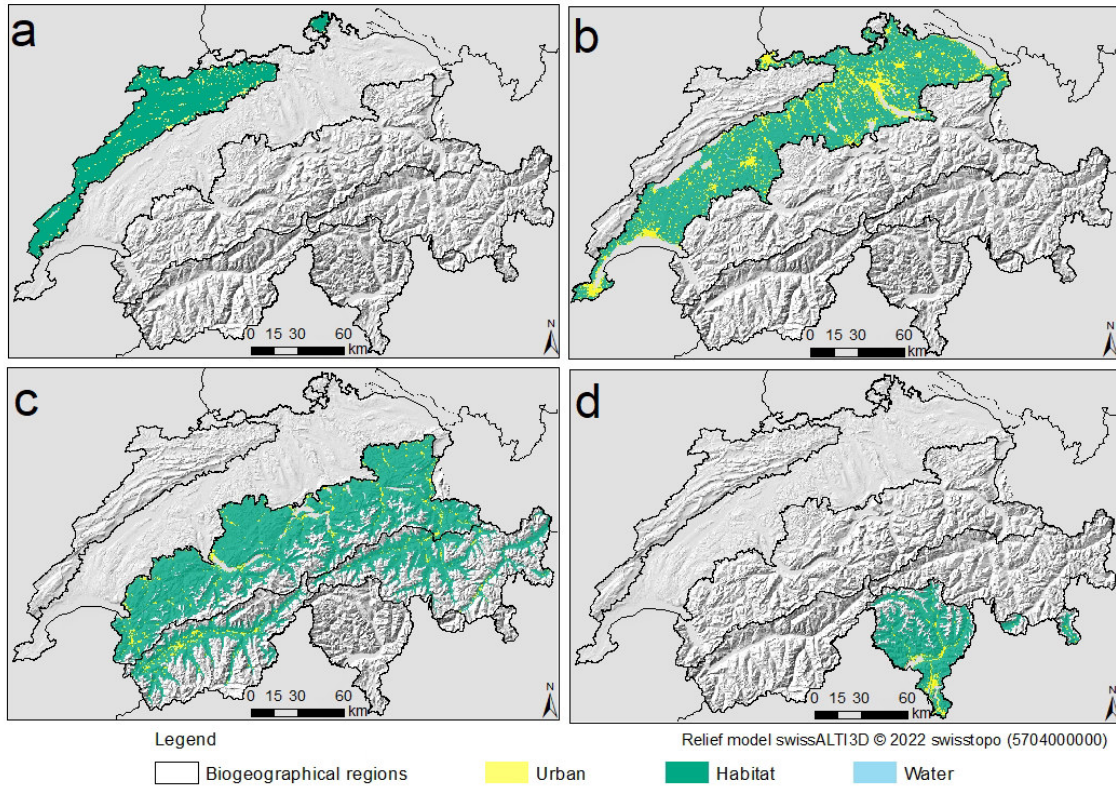 a
0 15 30 60
km
N
b
0 15 30 60
km
N
c
0 15 30 60
km
N
d
0 15 30 60
km
N
Legend
Relief model swissALTI3D © 2022 swisstopo (5704000000)
Biogeographical regions
Urban
Habitat
Water